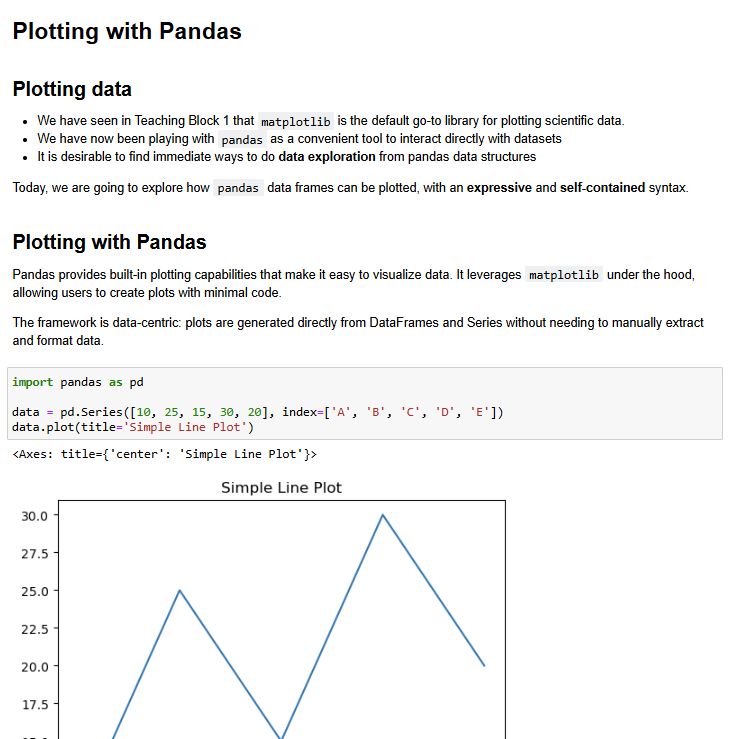 Plotting with Pandas
Plotting data
• We have seen in Teaching Block 1 that matplotlib is the default go-to library for plotting scientific data.
• We have now been playing with pandas as a convenient tool to interact directly with datasets
• It is desirable to find immediate ways to do data exploration from pandas data structures
Today, we are going to explore how pandas data frames can be plotted, with an expressive and self-contained syntax.
Plotting with Pandas
Pandas provides built-in plotting capabilities that make it easy to visualize data. It leverages matplotlib under the hood,
allowing users to create plots with minimal code.
The framework is data-centric: plots are generated directly from DataFrames and Series without needing to manually extract
and format data.
import pandas as pd
data = pd.Series([10, 25, 15, 30, 20], index=['A', 'B', 'C', 'D', 'E'])
data.plot(title='Simple Line Plot')
<Axes: title={'center': 'Simple Line Plot'}>
Simple Line Plot
30.0
27.5
25.0
22.5
20.0
17.5